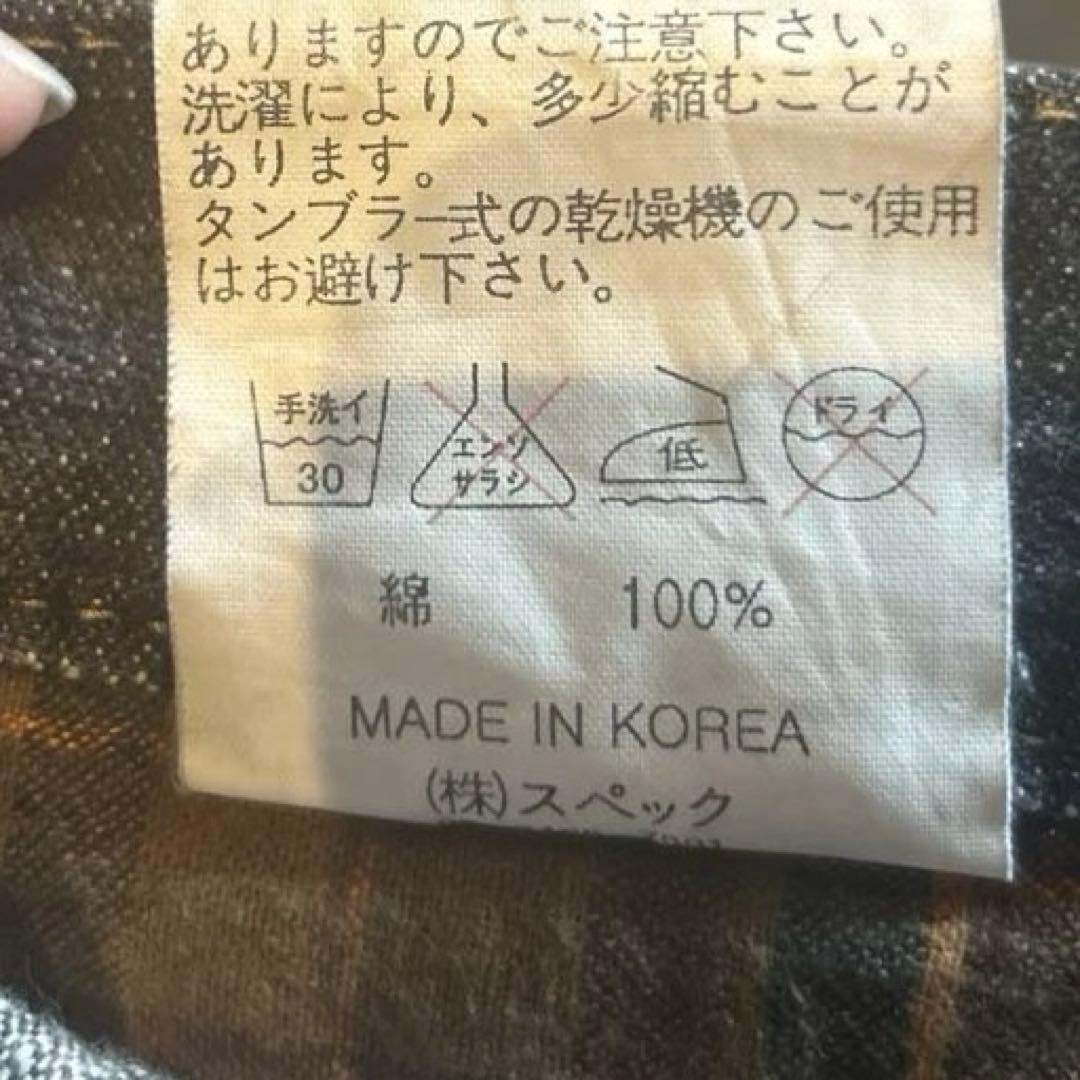 ありますのでご注意下さい。
洗濯により、多少縮むことが
あります。
タンブラー式の乾燥機のご使用
はお避け下さい。
手洗イ
30
エンソ
サラシ
低
ドライ
綿 100%
MADE IN KOREA
(株)スペック